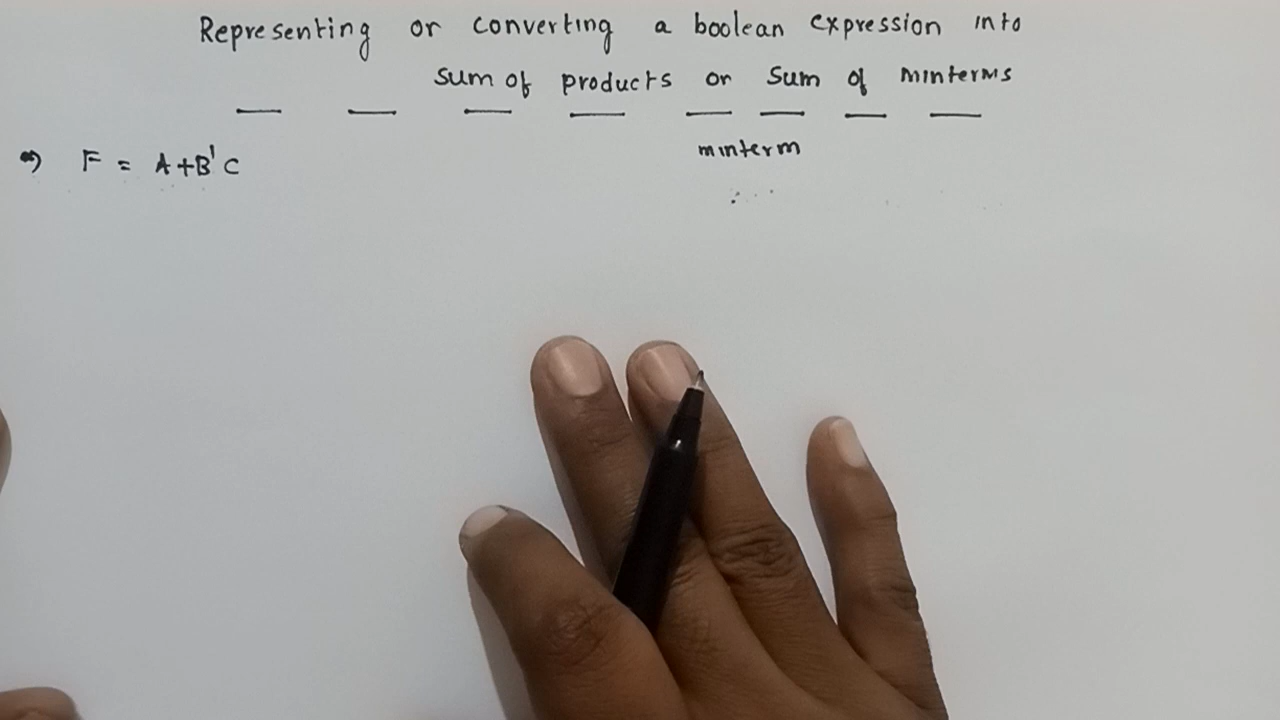 Representing or converting a boolean expression into
sum of products or Sum of minterms
minterm
⇒ F = A+B'C